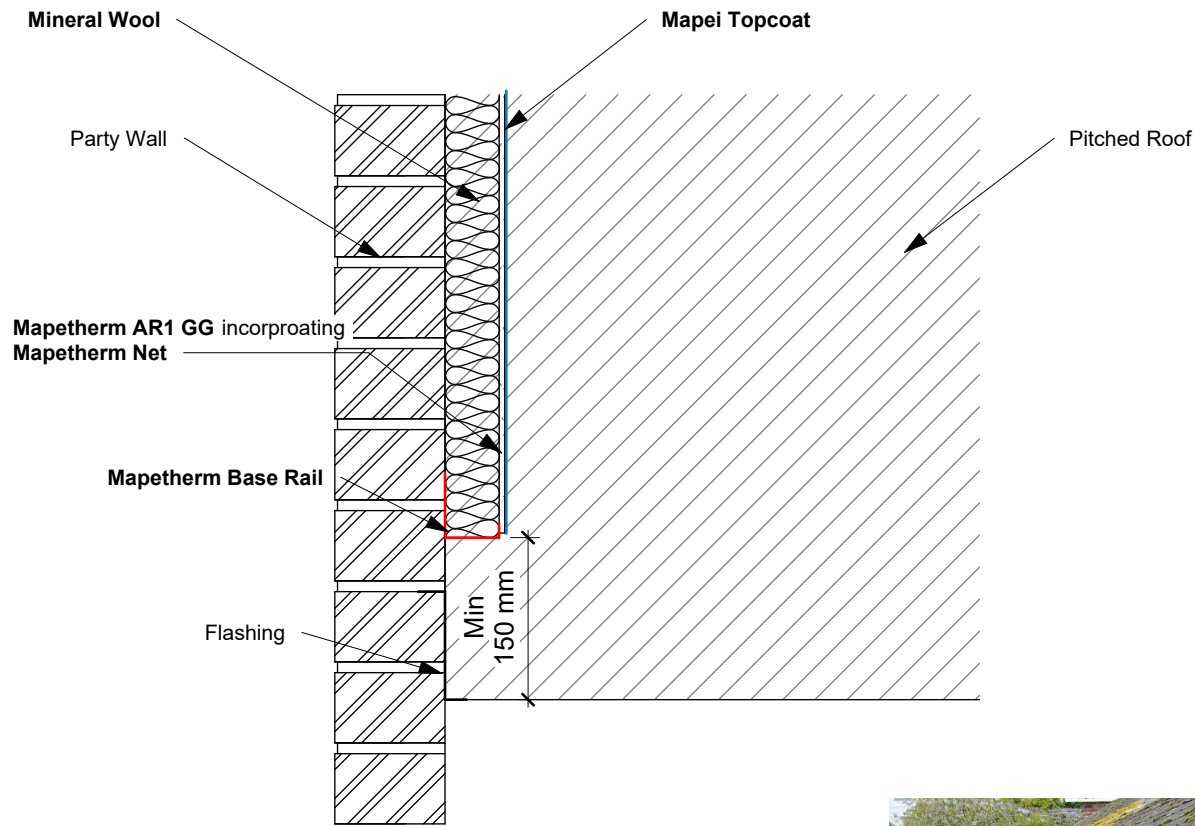 Mineral Wool
Mapei Topcoat
Party Wall
Pitched Roof
Mapetherm AR1 GG incorproating
Mapetherm Net
Mapetherm Base Rail
Flashing
Min
150 mm